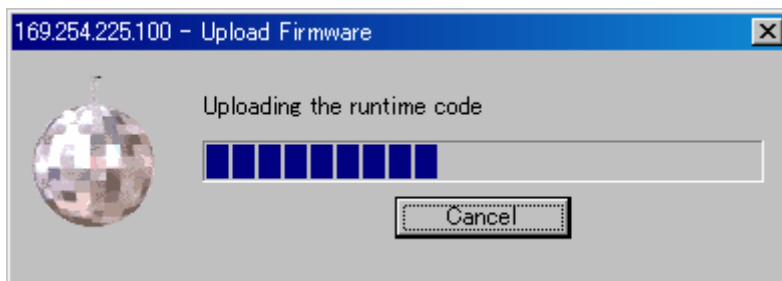 169.254.225.100 - Upload Firmware
Uploading the runtime code
Cancel